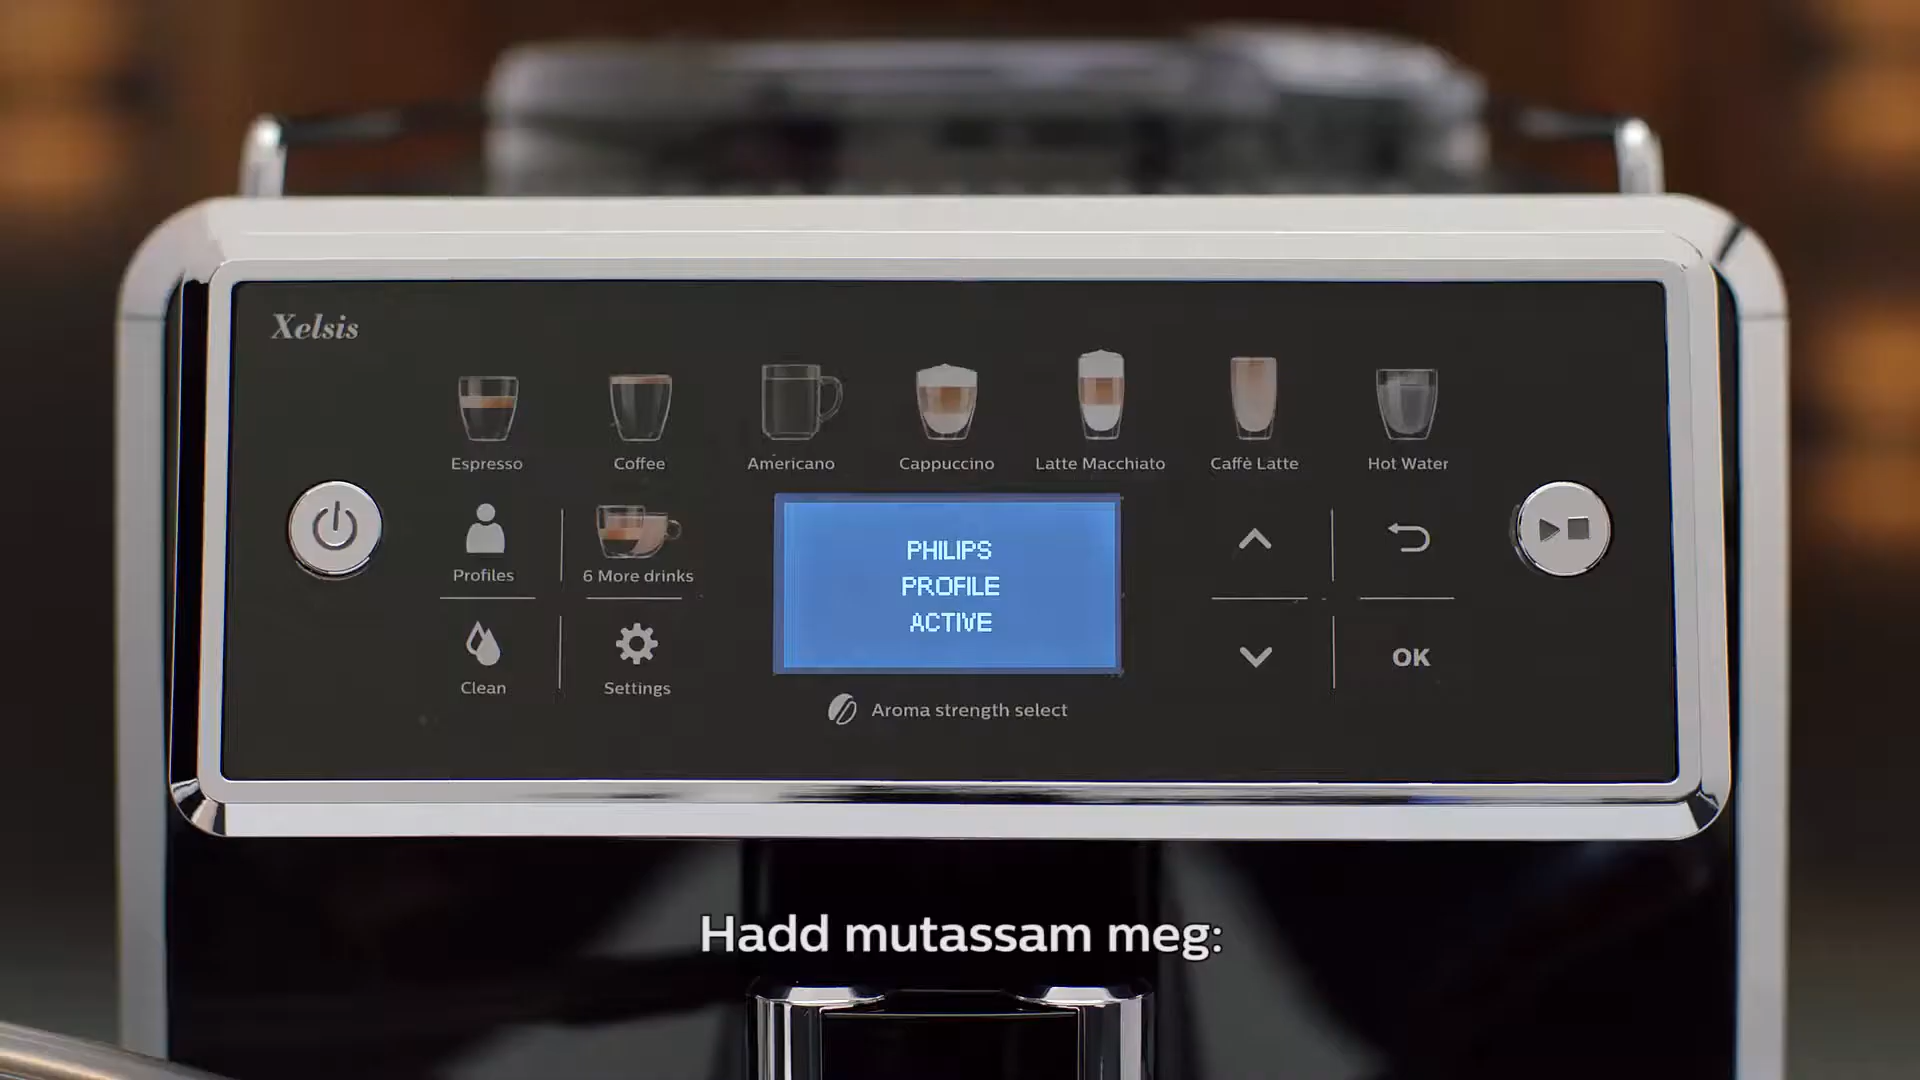 Xelsis
Espresso
Coffee
Americano
Cappuccino
Latte Macchiato
Caffè Latte
Hot Water
Profiles
6 More drinks
PHILIPS
PROFILE
ACTIVE
Clean
Settings
OK
Aroma strength select
Hadd mutassam meg: